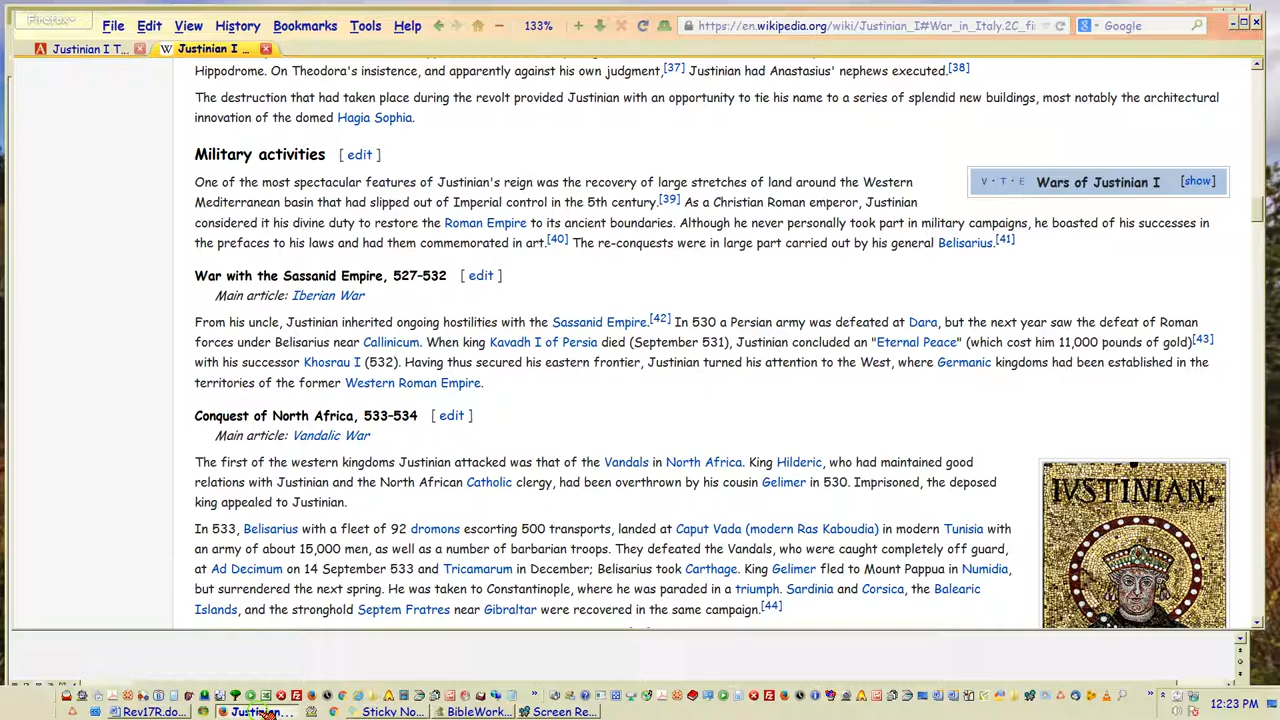 Firefox
File Edit View History Bookmarks Tools Help
133%
https://en.wikipedia.org/wiki/Justinian_I#War_in_Italy.2C_fi
Google
Justinian I T...
Justinian I ...
Hippodrome. On Theodora's insistence, and apparently against his own judgment,[37] Justinian had Anastasius' nephews executed.[38]
The destruction that had taken place during the revolt provided Justinian with an opportunity to tie his name to a series of splendid new buildings, most notably the architectural
innovation of the domed Hagia Sophia.
Military activities [ edit ]
V · T · E Wars of Justinian I [show]
One of the most spectacular features of Justinian's reign was the recovery of large stretches of land around the Western
Mediterranean basin that had slipped out of Imperial control in the 5th century.[39] As a Christian Roman emperor, Justinian
considered it his divine duty to restore the Roman Empire to its ancient boundaries. Although he never personally took part in military campaigns, he boasted of his successes in
the prefaces to his laws and had them commemorated in art.[40] The re-conquests were in large part carried out by his general Belisarius.[41]
War with the Sassanid Empire, 527–532 [ edit ]
Main article: Iberian War
From his uncle, Justinian inherited ongoing hostilities with the Sassanid Empire.[42] In 530 a Persian army was defeated at Dara, but the next year saw the defeat of Roman
forces under Belisarius near Callinicum. When king Kavadh I of Persia died (September 531), Justinian concluded an "Eternal Peace" (which cost him 11,000 pounds of gold)[43]
with his successor Khosrau I (532). Having thus secured his eastern frontier, Justinian turned his attention to the West, where Germanic kingdoms had been established in the
territories of the former Western Roman Empire.
Conquest of North Africa, 533–534 [ edit ]
Main article: Vandalic War
The first of the western kingdoms Justinian attacked was that of the Vandals in North Africa. King Hilderic, who had maintained good
relations with Justinian and the North African Catholic clergy, had been overthrown by his cousin Gelimer in 530. Imprisoned, the deposed
king appealed to Justinian.
In 533, Belisarius with a fleet of 92 dromons escorting 500 transports, landed at Caput Vada (modern Ras Kaboudia) in modern Tunisia with
an army of about 15,000 men, as well as a number of barbarian troops. They defeated the Vandals, who were caught completely off guard,
at Ad Decimum on 14 September 533 and Tricamarum in December; Belisarius took Carthage. King Gelimer fled to Mount Pappua in Numidia,
but surrendered the next spring. He was taken to Constantinople, where he was paraded in a triumph. Sardinia and Corsica, the Balearic
Islands, and the stronghold Septem Fratres near Gibraltar were recovered in the same campaign.[44]
IVSTINIAN.
Rev17R.do...
Justinian...
Sticky No...
BibleWork...
Screen Re...
12:23 PM